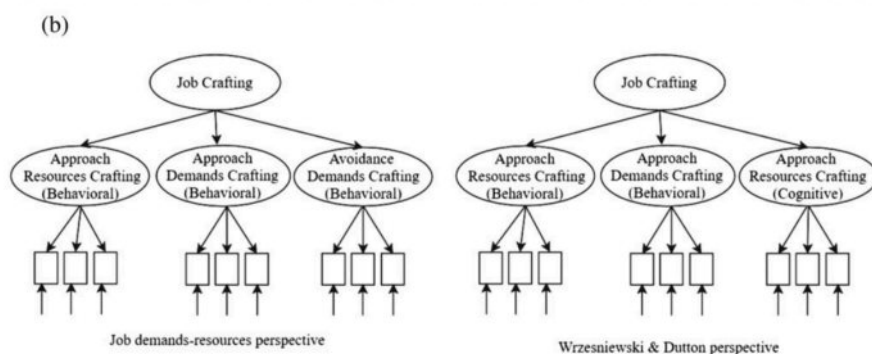 (b)
Job Crafting
Job Crafting
Approach
Resources Crafting
(Behavioral)
Approach
Demands Crafting
(Behavioral)
Avoidance
Demands Crafting
(Behavioral)
Approach
Resources Crafting
(Behavioral)
Approach
Demands Crafting
(Behavioral)
Approach
Resources Crafting
(Cognitive)
Job demands-resources perspective
Wrzesniewski & Dutton perspective